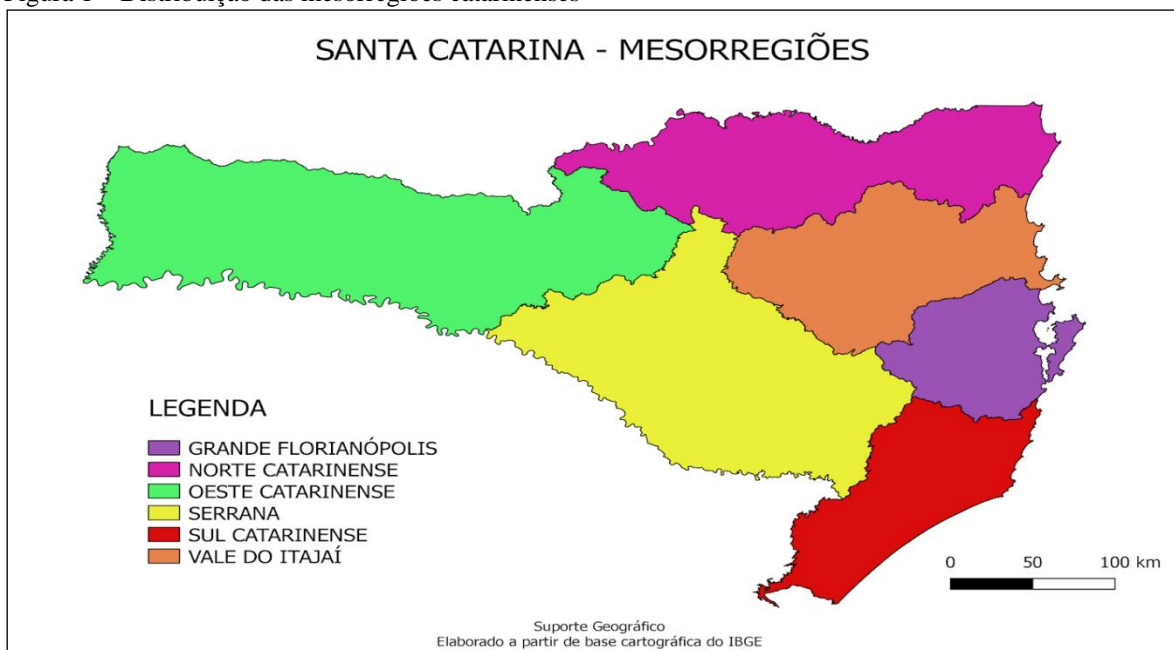 Figura 1 – Distribuição das mesorregiões catarinenses
SANTA CATARINA - MESORREGIÕES
LEGENDA
GRANDE FLORIANÓPOLIS
NORTE CATARINENSE
OESTE CATARINENSE
SERRANA
SUL CATARINENSE
VALE DO ITAJAÍ
0 50 100 km
Suporte Geográfico
Elaborado a partir de base cartográfica do IBGE